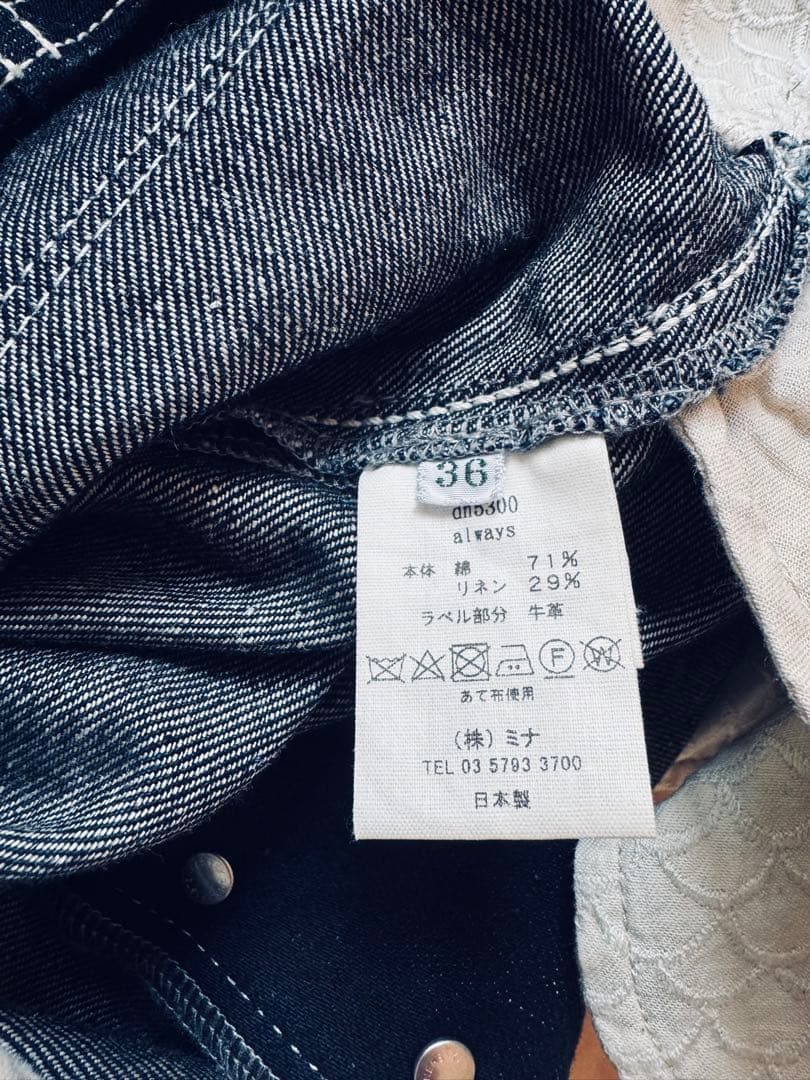 36
dn5300
always
本体 綿 71%
リネン 29%
ラベル部分 牛革
F W
あて布使用
(株)ミナ
TEL 03 5793 3700
日本製